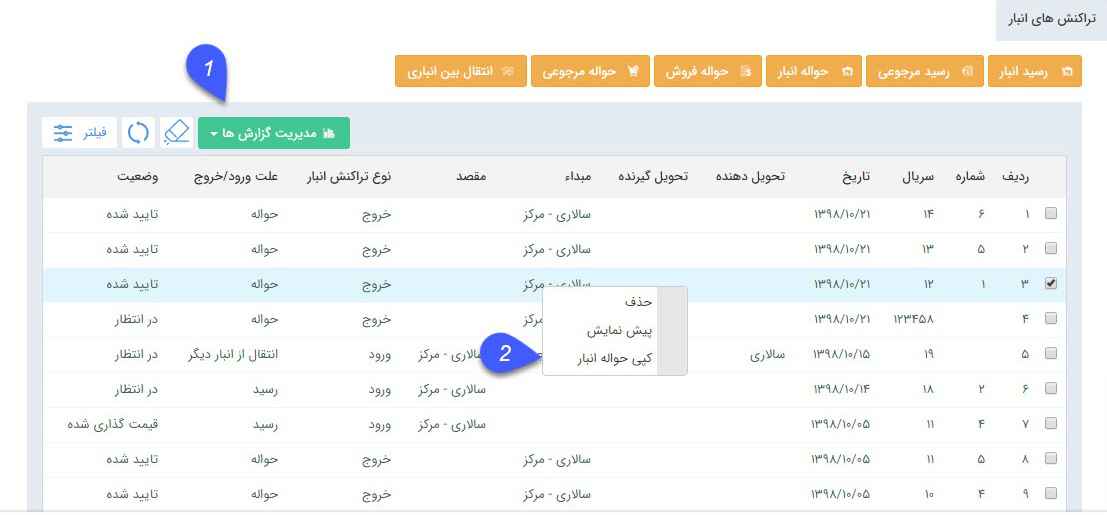 تراکنش های انبار
رسید انبار رسید مرجوعی حواله انبار حواله فروش حواله مرجوعی انتقال بین انباری
1
مدیریت گزارش ها فیلتر
ردیف شماره سریال تاریخ تحویل دهنده تحویل گیرنده مبداء مقصد نوع تراکنش انبار علت ورود/خروج وضعیت
۱ ۶ ۱۴ ۱۳۹۸/۱۰/۲۱ سالاری - مرکز خروج حواله تایید شده
۲ ۵ ۱۳ ۱۳۹۸/۱۰/۲۱ سالاری - مرکز خروج حواله تایید شده
۳ ۱ ۱۲ ۱۳۹۸/۱۰/۲۱ سالاری - مرکز خروج حواله تایید شده
حذف
۴ ۱۲۳۴۵۸ ۱۳۹۸/۱۰/۲۱ خروج حواله در انتظار
پیش نمایش
۵ ۱۹ ۱۳۹۸/۱۰/۱۵ سالاری سالاری - مرکز ورود انتقال از انبار دیگر در انتظار
کپی حواله انبار
2
۶ ۲ ۱۸ ۱۳۹۸/۱۰/۱۴ سالاری - مرکز ورود رسید در انتظار
۷ ۴ ۱۱ ۱۳۹۸/۱۰/۰۵ سالاری - مرکز ورود رسید قیمت گذاری شده
۸ ۵ ۱۱ ۱۳۹۸/۱۰/۰۵ سالاری - مرکز خروج حواله تایید شده
۹ ۴ ۱۰ ۱۳۹۸/۱۰/۰۵ سالاری - مرکز خروج حواله تایید شده